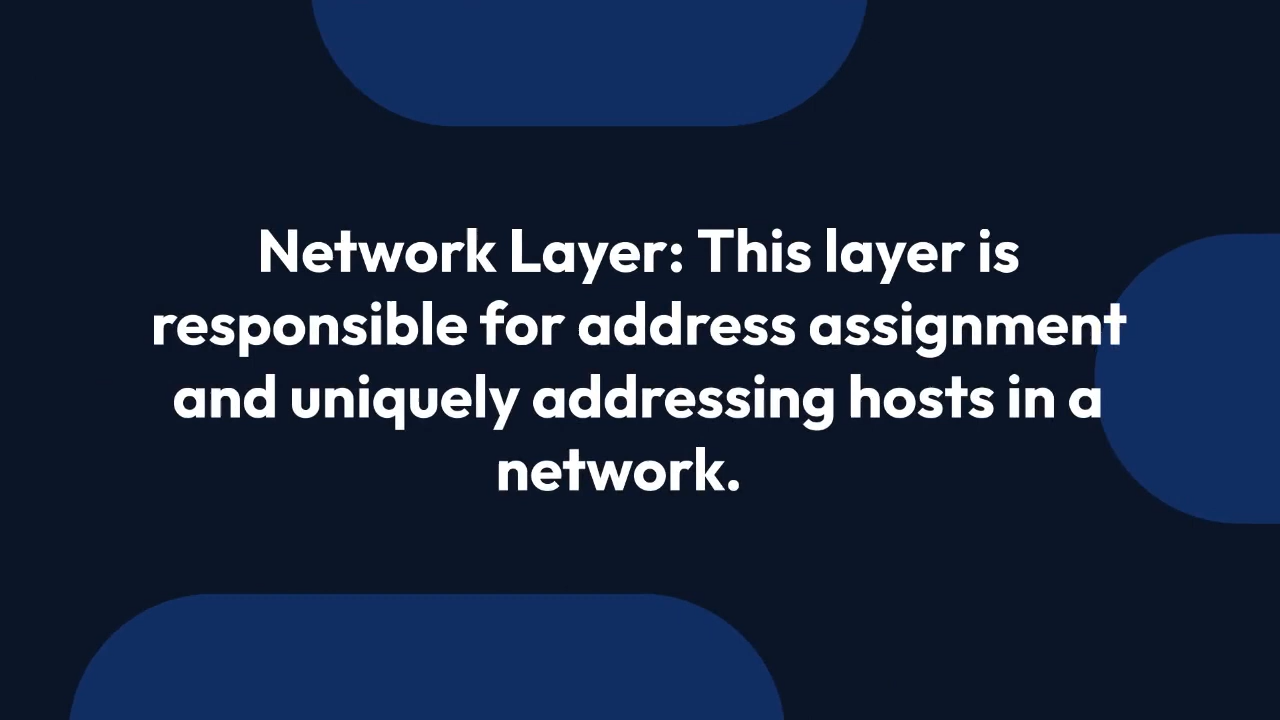 Network Layer: This layer is
responsible for address assignment
and uniquely addressing hosts in a
network.